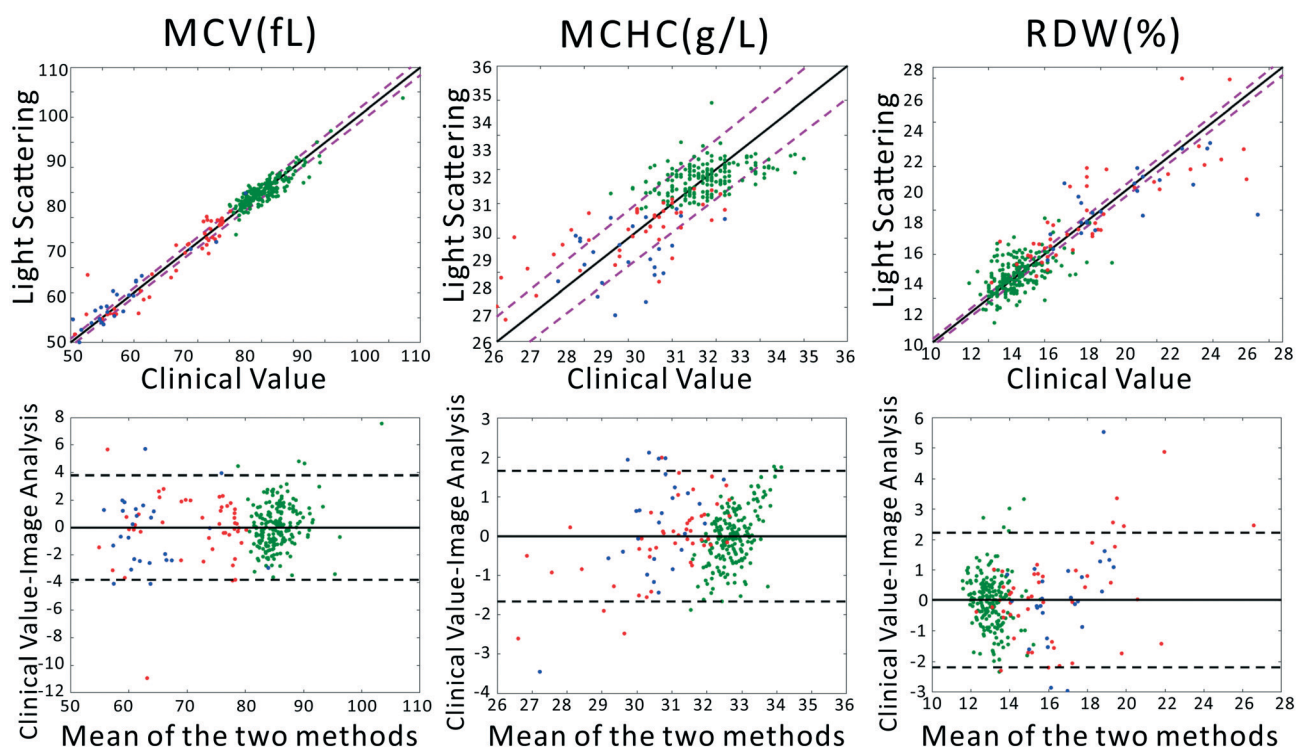 MCV(fL) MCHC(g/L) RDW(%)
Light Scattering
110
100
90
80
70
60
50
50 60 70 80 90 100 110
Clinical Value
Light Scattering
36
35
34
33
32
31
30
29
27
26
26 28 29 30 31 32 33 34 36
Clinical Value
Light Scattering
28
26
24
22
20
18
16
14
12
10
10 12 14 16 18 20 22 24 26 28
Clinical Value
Clinical Value-Image Analysis
8
6
4
2
0
-2
-4
-6
-8
-10
-12
50 60 70 80 90 100 110
Mean of the two methods
Clinical Value-Image Analysis
3
2
1
0
-1
-2
-3
-4
26 28 29 30 31 32 33 34 36
Mean of the two methods
Clinical Value-Image Analysis
6
5
4
3
2
1
0
-1
-2
-3
10 12 14 16 18 20 22 24 26 28
Mean of the two methods